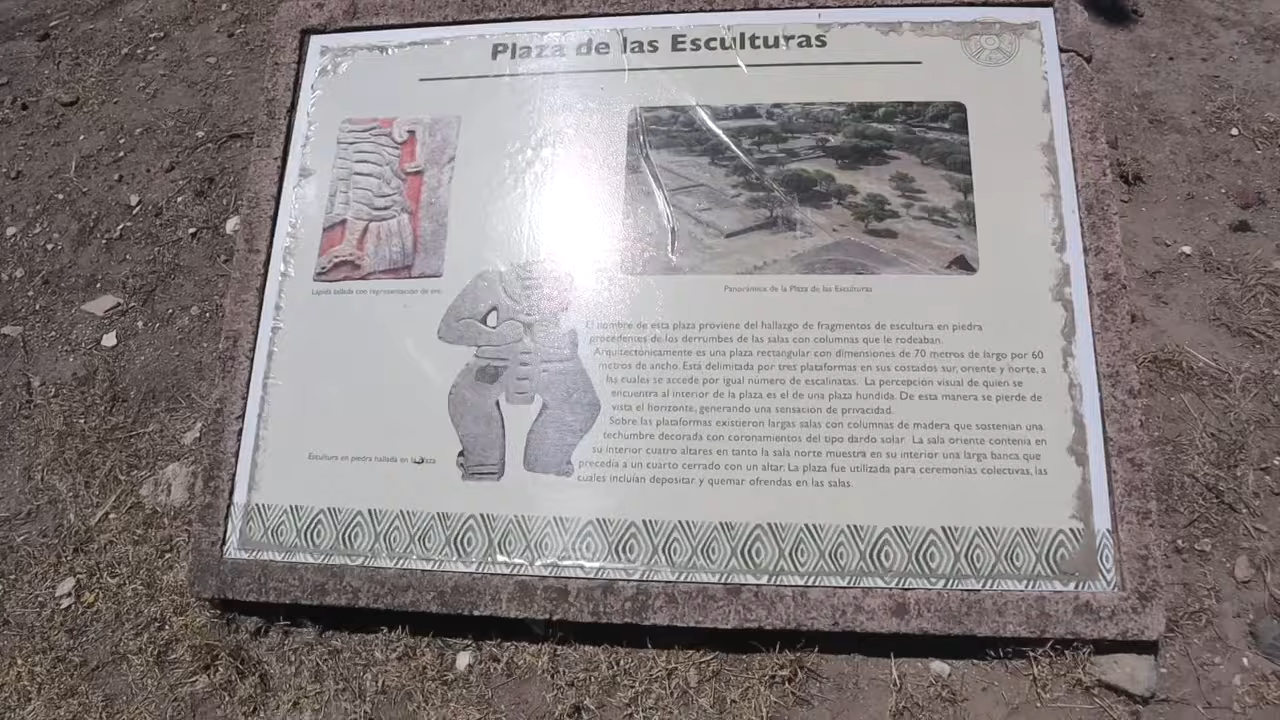 Plaza de las Esculturas
Lápida tallada con representación de ave.
Panorámica de la Plaza de las Esculturas
El nombre de esta plaza proviene del hallazgo de fragmentos de escultura en piedra
procedentes de los derrumbes de las salas con columnas que le rodeaban.
Arquitectónicamente es una plaza rectangular con dimensiones de 70 metros de largo por 60
metros de ancho. Está delimitada por tres plataformas en sus costados sur, oriente y norte, a
las cuales se accede por igual número de escalinatas. La percepción visual de quien se
encuentra al interior de la plaza es el de una plaza hundida. De esta manera se pierde de
vista el horizonte, generando una sensación de privacidad.
Sobre las plataformas existieron largas salas con columnas de madera que sostenían una
techumbre decorada con coronamientos del tipo dardo solar. La sala oriente contenía en
su interior cuatro altares en tanto la sala norte muestra en su interior una larga banca que
precedía a un cuarto cerrado con un altar. La plaza fue utilizada para ceremonias colectivas, las
cuales incluían depositar y quemar ofrendas en las salas.
Escultura en piedra hallada en la Plaza